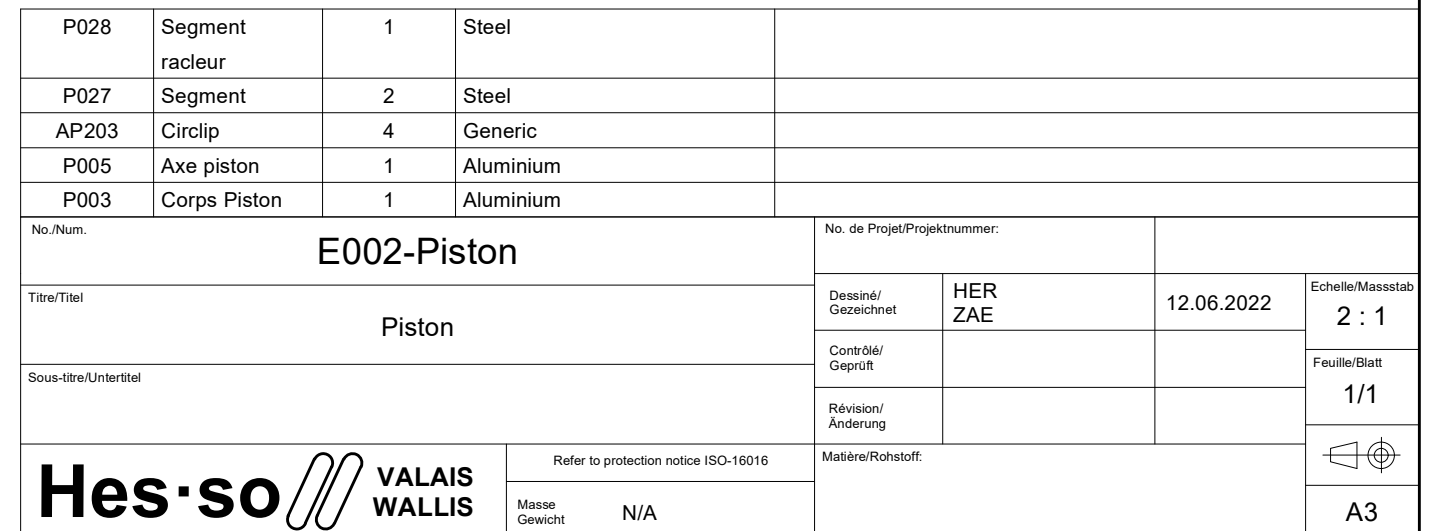 P028 Segment racleur 1 Steel
P027 Segment 2 Steel
AP203 Circlip 4 Generic
P005 Axe piston 1 Aluminium
P003 Corps Piston 1 Aluminium
No./Num.
E002-Piston
No. de Projet/Projektnummer:
Titre/Titel
Piston
Dessiné/
Gezeichnet
HER
ZAE
12.06.2022
Echelle/Massstab
2 : 1
Contrôlé/
Geprüft
Feuille/Blatt
1/1
Sous-titre/Untertitel
Révision/
Änderung
Hes·so VALAIS
WALLIS
Refer to protection notice ISO-16016
Masse
Gewicht
N/A
Matière/Rohstoff:
A3